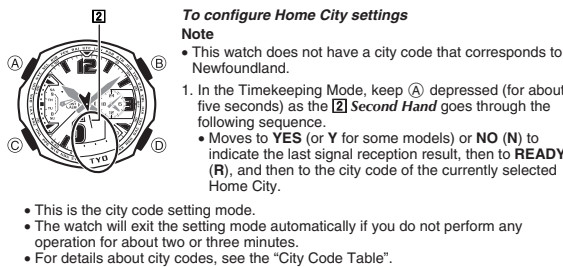 2
To configure Home City settings
Note
• This watch does not have a city code that corresponds to
Newfoundland.
1. In the Timekeeping Mode, keep Ⓐ depressed (for about
five seconds) as the 2 Second Hand goes through the
following sequence.
• Moves to YES (or Y for some models) or NO (N) to
indicate the last signal reception result, then to READY
(R), and then to the city code of the currently selected
Home City.
A
B
C
D
12
3
TYO
• This is the city code setting mode.
• The watch will exit the setting mode automatically if you do not perform any
operation for about two or three minutes.
• For details about city codes, see the “City Code Table”.